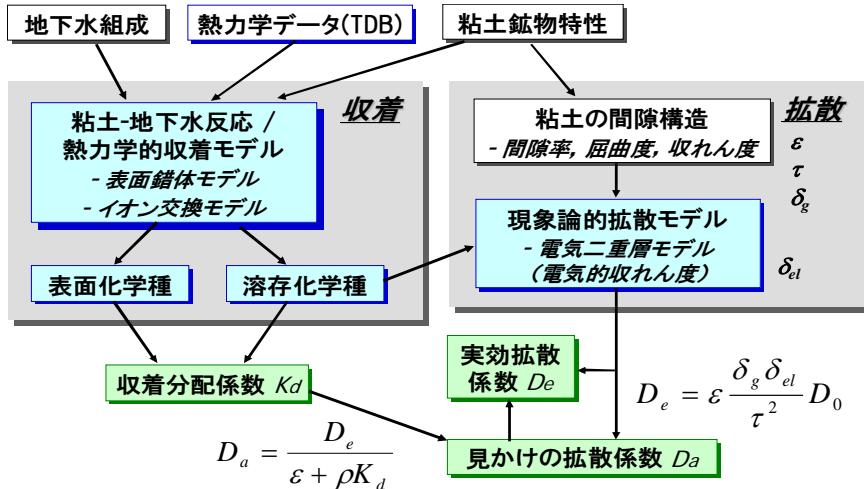 地下水組成
熱力学データ(TDB)
粘土鉱物特性
収着
粘土-地下水反応 /
熱力学的収着モデル
- 表面錯体モデル
- イオン交換モデル
表面化学種
溶存化学種
拡散
粘土の間隙構造
- 間隙率, 屈曲度, 収れん度
ε
τ
δg
現象論的拡散モデル
- 電気二重層モデル
（電気的収れん度）
δel
収着分配係数 Kd
実効拡散
係数 De
De = ε δg δel / τ² D0
Da = De / ε + ρKd
見かけの拡散係数 Da